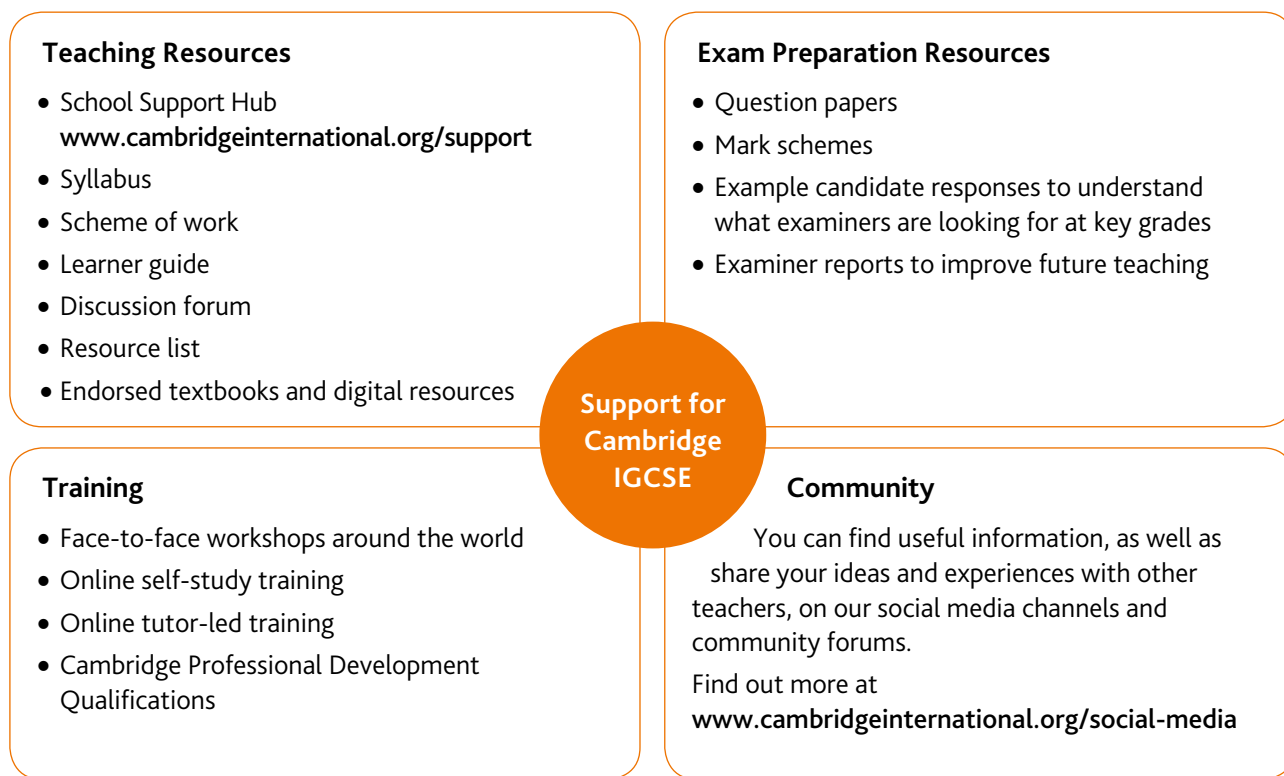 Teaching Resources
• School Support Hub
www.cambridgeinternational.org/support
• Syllabus
• Scheme of work
• Learner guide
• Discussion forum
• Resource list
• Endorsed textbooks and digital resources
Exam Preparation Resources
• Question papers
• Mark schemes
• Example candidate responses to understand
what examiners are looking for at key grades
• Examiner reports to improve future teaching
Support for
Cambridge
IGCSE
Training
• Face-to-face workshops around the world
• Online self-study training
• Online tutor-led training
• Cambridge Professional Development
Qualifications
Community
You can find useful information, as well as
share your ideas and experiences with other
teachers, on our social media channels and
community forums.
Find out more at
www.cambridgeinternational.org/social-media